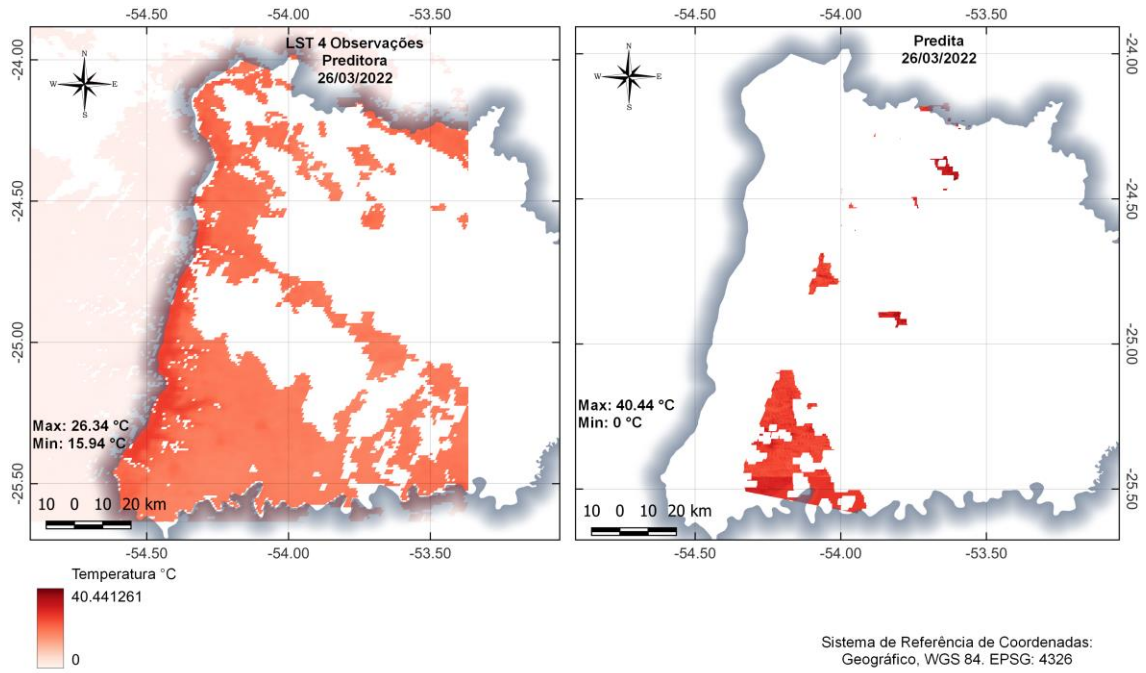 -54.50 -54.00 -53.50
-54.50 -54.00 -53.50
LST 4 Observações
Preditora
26/03/2022
N
W E
S
-24.00
-24.50
-25.00
-25.50
Max: 26.34 °C
Min: 15.94 °C
10 0 10 20 km
-54.50 -54.00 -53.50
Predita
26/03/2022
N
W E
S
-24.00
-24.50
-25.00
-25.50
Max: 40.44 °C
Min: 0 °C
10 0 10 20 km
-54.50 -54.00 -53.50
Temperatura °C
40.441261
0
Sistema de Referência de Coordenadas:
Geográfico, WGS 84. EPSG: 4326